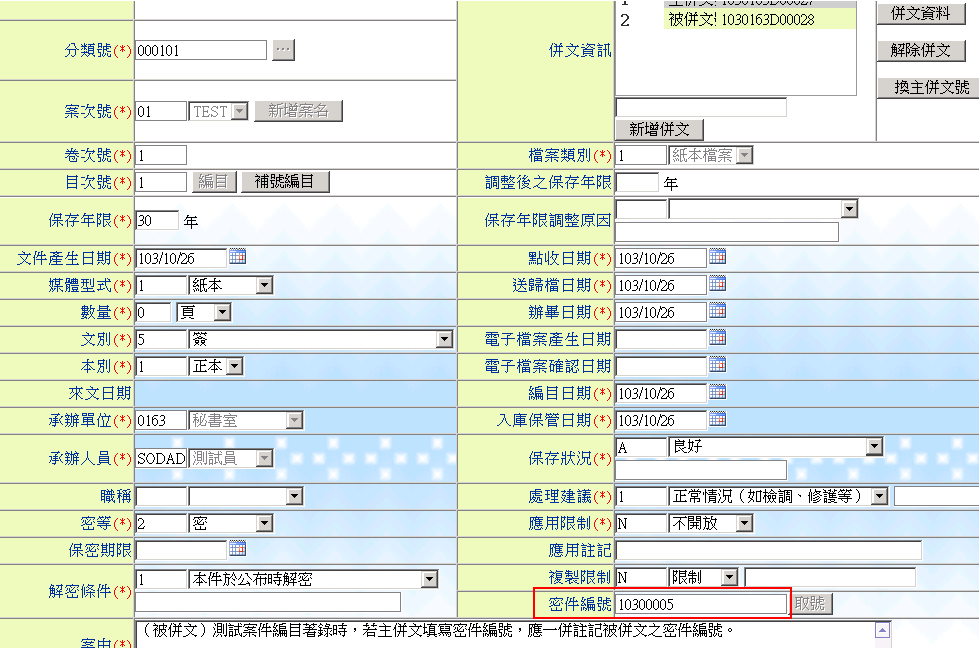 1 主併文! 1030163D00027
2 被併文! 1030163D00028
併文資料
分類號(*) 000101 ...
併文資訊
解除併文
換主併文號
案次號(*) 01 TEST 新增案名
新增併文
卷次號(*) 1
檔案類別(*) 1 紙本檔案
目次號(*) 1 編目 補號編目
調整後之保存年限 年
保存年限(*) 30 年
保存年限調整原因
文件產生日期(*) 103/10/26
點收日期(*) 103/10/26
媒體型式(*) 1 紙本
送歸檔日期(*) 103/10/26
數量(*) 0 頁
辦畢日期(*) 103/10/26
文別(*) 5 簽
電子檔案產生日期
本別(*) 1 正本
電子檔案確認日期
來文日期
編目日期(*) 103/10/26
承辦單位(*) 0163 秘書室
入庫保管日期(*) 103/10/26
承辦人員(*) SODAD 測試員
保存狀況(*) A 良好
職稱
處理建議(*) 1 正常情況（如檢調、修護等）
密等(*) 2 密
應用限制(*) N 不開放
保密期限
應用註記
解密條件(*) 1 本件於公布時解密
複製限制 N 限制
密件編號 10300005 取號
案由(*) （被併文）測試案件編目著錄時，若主併文填寫密件編號，應一併註記被併文之密件編號。